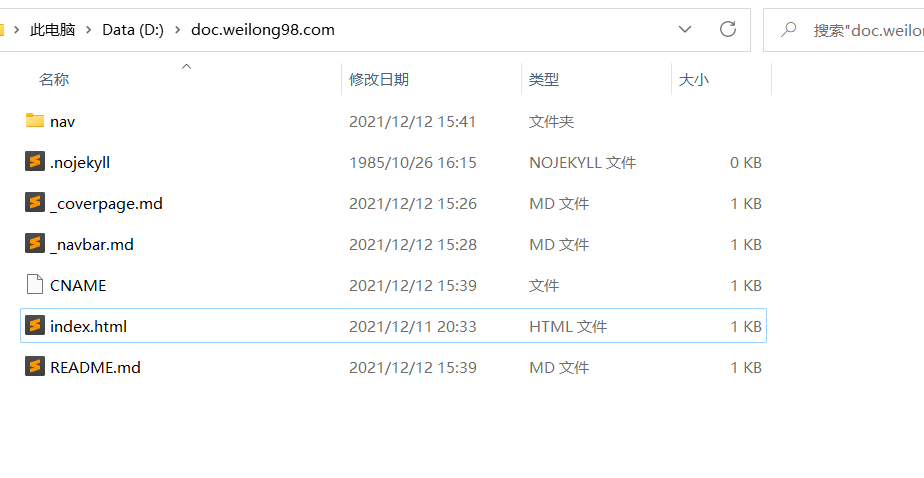 此电脑 > Data (D:) > doc.weilong98.com
搜索"doc.weilo
名称 修改日期 类型 大小
nav 2021/12/12 15:41 文件夹
.nojekyll 1985/10/26 16:15 NOJEKYLL 文件 0 KB
_coverpage.md 2021/12/12 15:26 MD 文件 1 KB
_navbar.md 2021/12/12 15:28 MD 文件 1 KB
CNAME 2021/12/12 15:39 文件 1 KB
index.html 2021/12/11 20:33 HTML 文件 1 KB
README.md 2021/12/12 15:39 MD 文件 1 KB